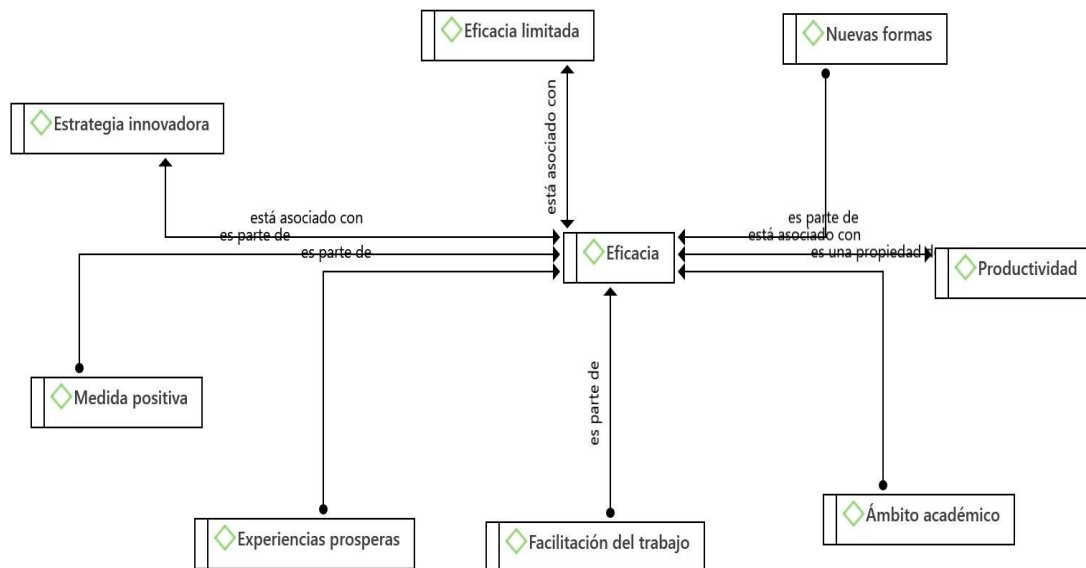 Eficacia limitada
Nuevas formas
Estrategia innovadora
está asociado con
está asociado con
es parte de
es parte de
es parte de
está asociado con
es una propiedad d
Eficacia
Productividad
es parte de
Medida positiva
Experiencias prosperas
Facilitación del trabajo
Ámbito académico